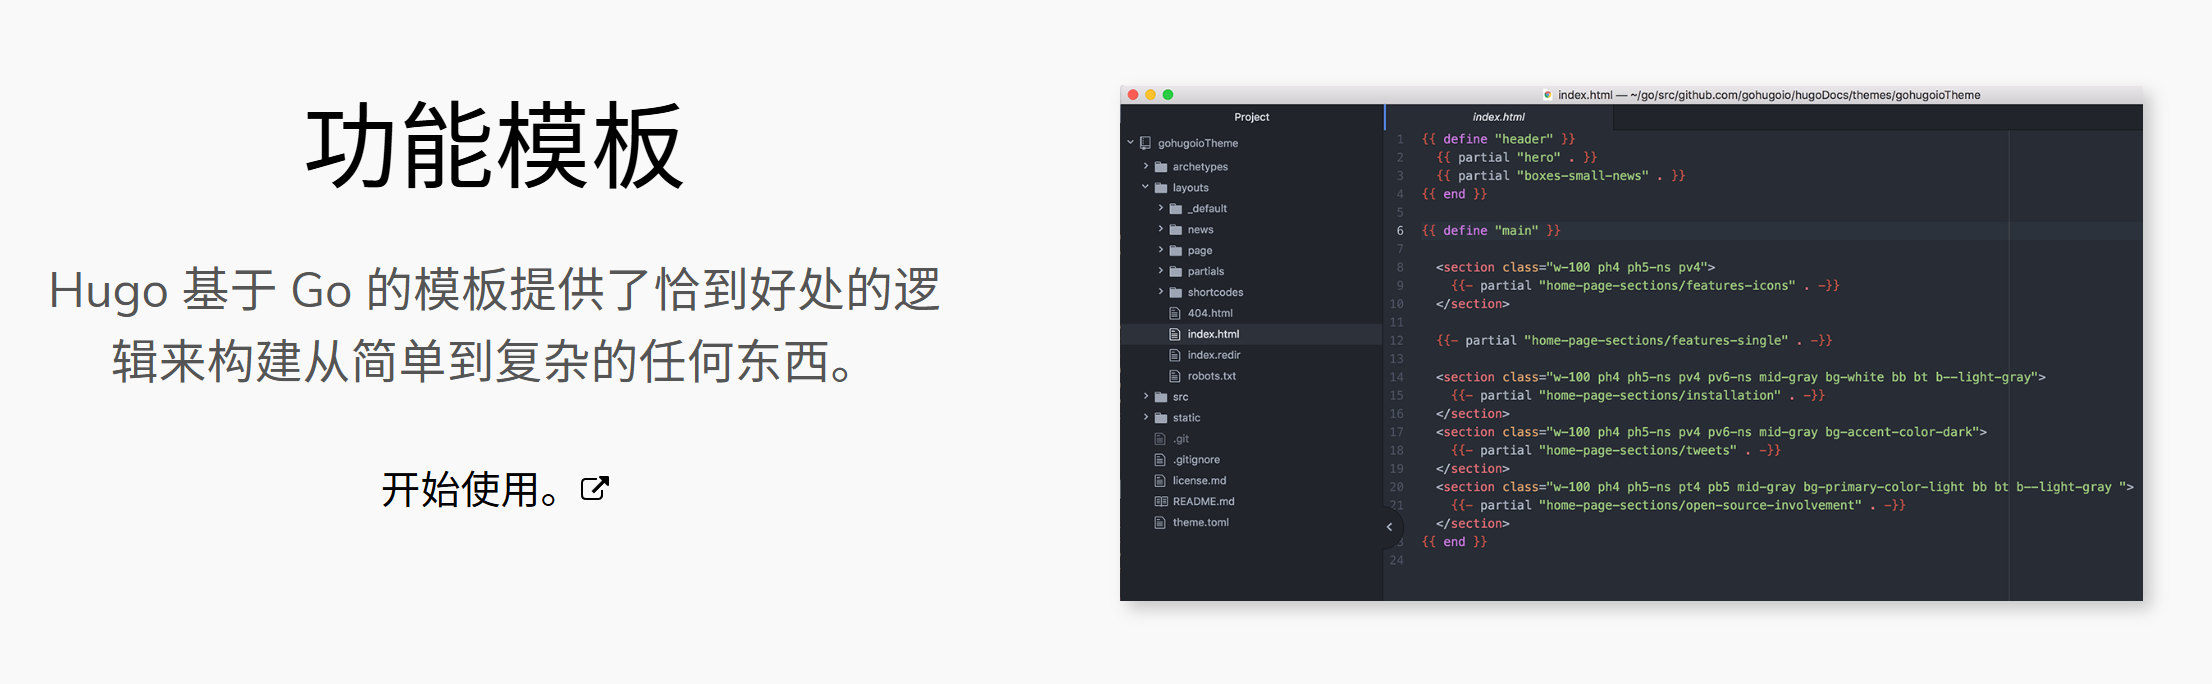 功能模板
Hugo 基于 Go 的模板提供了恰到好处的逻
辑来构建从简单到复杂的任何东西。
开始使用。
index.html — ~/go/src/github.com/gohugoio/hugoDocs/themes/gohugoioTheme
Project
gohugoioTheme
archetypes
layouts
_default
news
page
partials
shortcodes
404.html
index.html
index.redir
robots.txt
src
static
.git
.gitignore
license.md
README.md
theme.toml
index.html
1 {{ define "header" }}
2 {{ partial "hero" . }}
3 {{ partial "boxes-small-news" . }}
4 {{ end }}
5
6 {{ define "main" }}
7
8 <section class="w-100 ph4 ph5-ns pv4">
9 {{- partial "home-page-sections/features-icons" . -}}
10 </section>
11
12 {{- partial "home-page-sections/features-single" . -}}
13
14 <section class="w-100 ph4 ph5-ns pv4 pv6-ns mid-gray bg-white bb bt b--light-gray">
15 {{- partial "home-page-sections/installation" . -}}
16 </section>
17 <section class="w-100 ph4 ph5-ns pv4 pv6-ns mid-gray bg-accent-color-dark">
18 {{- partial "home-page-sections/tweets" . -}}
19 </section>
20 <section class="w-100 ph4 ph5-ns pt4 pb5 mid-gray bg-primary-color-light bb bt b--light-gray ">
21 {{- partial "home-page-sections/open-source-involvement" . -}}
</section>
3 {{ end }}
24